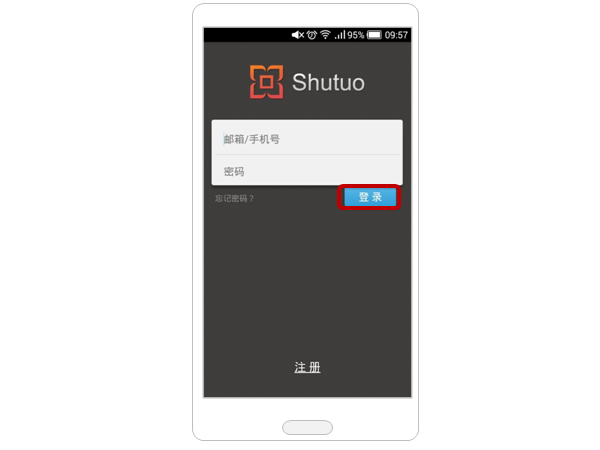 95% 09:57
Shutuo
邮箱/手机号
密码
忘记密码？
登 录
注 册